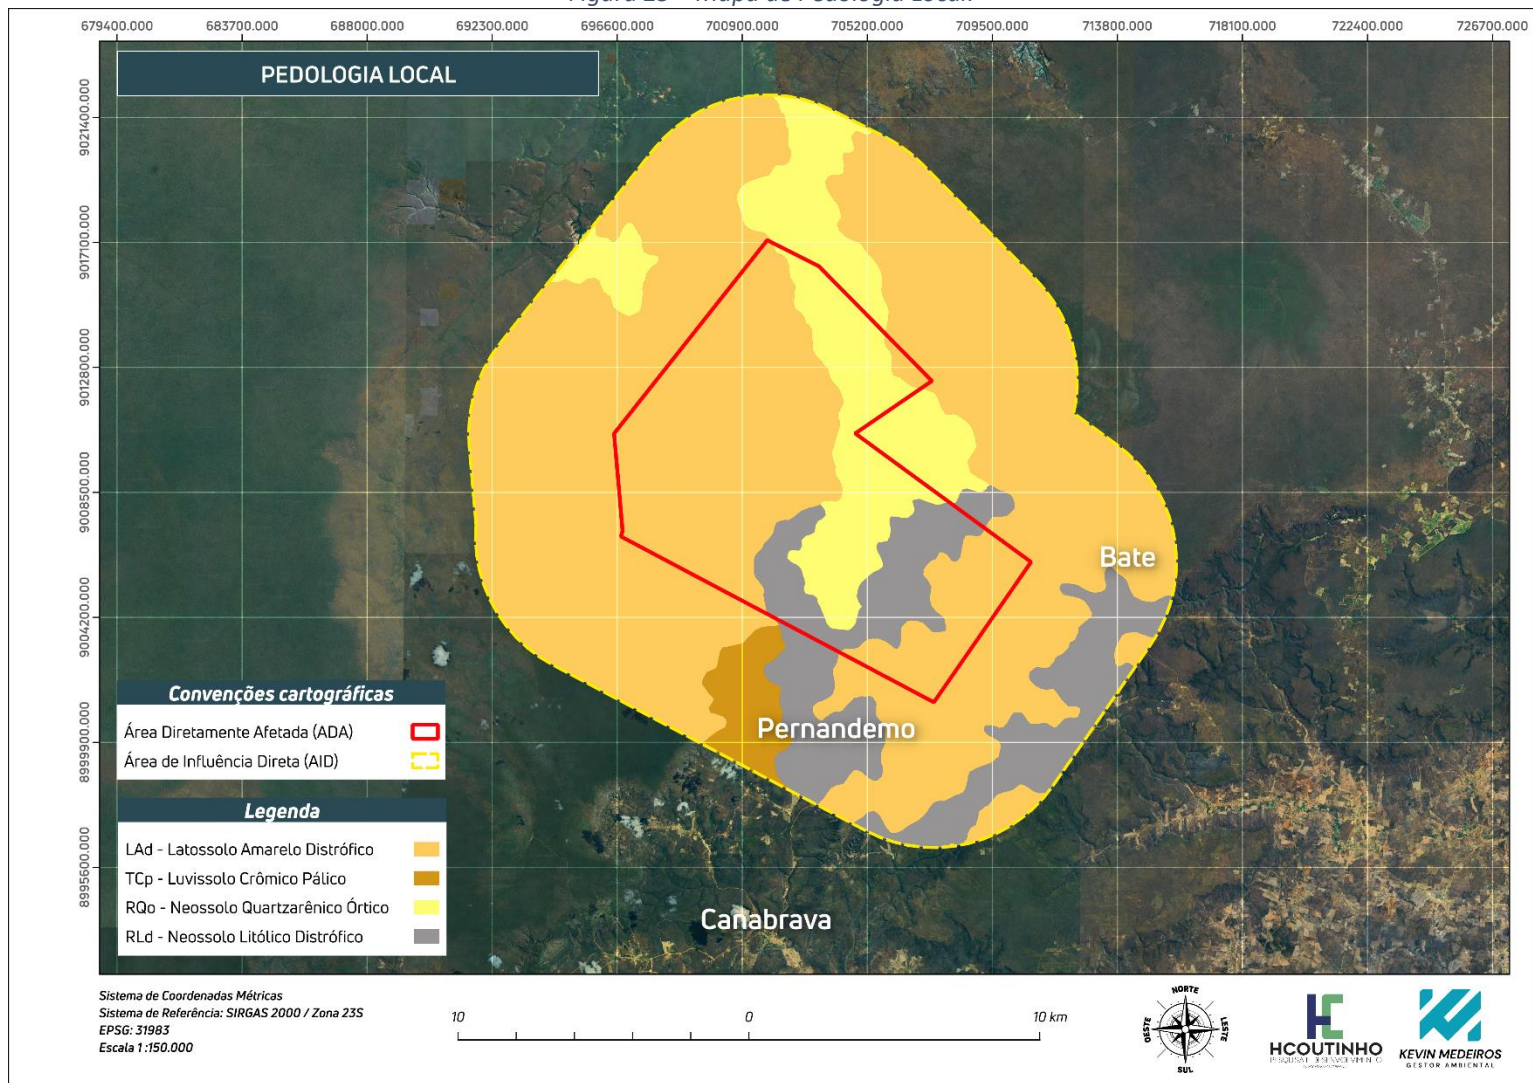 679400.000 683700.000 688000.000 692300.000 696600.000 700900.000 705200.000 709500.000 713800.000 718100.000 722400.000 726700.000
PEDOLOGIA LOCAL
9021400.000
9017100.000
9012800.000
9008500.000
9004200.000
8999900.000
8995600.000
Bate
Pernandemo
Canabrava
Convenções cartográficas
Área Diretamente Afetada (ADA)
Área de Influência Direta (AID)
Legenda
LAd - Latossolo Amarelo Distrófico
TCp - Luvissolo Crômico Pálico
RQo - Neossolo Quartzarênico Órtico
RLd - Neossolo Litólico Distrófico
Sistema de Coordenadas Métricas
Sistema de Referência: SIRGAS 2000 / Zona 23S
EPSG: 31983
Escala 1:150.000
10 0 10 km
NORTE
OESTE
LESTE
SUL
HCOUTINHO
PESQUISA E DESENVOLVIMENTO
KEVIN MEDEIROS
GESTOR AMBIENTAL